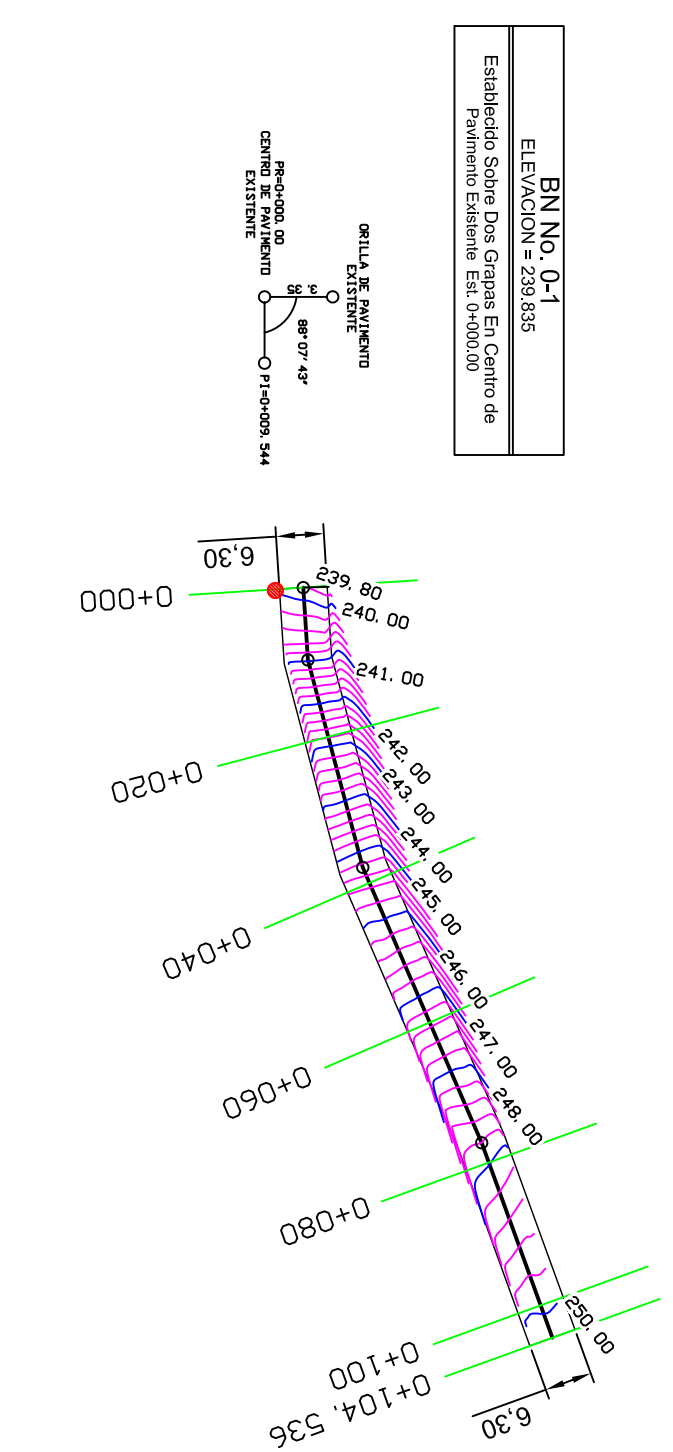 BN No. 0-1
ELEVACION = 239.835
Establecido Sobre Dos Grapas En Centro de
Pavimento Existente Est. 0+000.00
PR=0+000.00
CENTRO DE PAVIMENTO
EXISTENTE
ORILLA DE PAVIMENTO
EXISTENTE
3.35
88°07'43"
PI=0+009.544
6,30
0+000
239.80
240.00
241.00
0+020
242.00
243.00
244.00
0+040
245.00
246.00
0+060
247.00
248.00
0+080
250.00
0+100
0+104.536
6,30